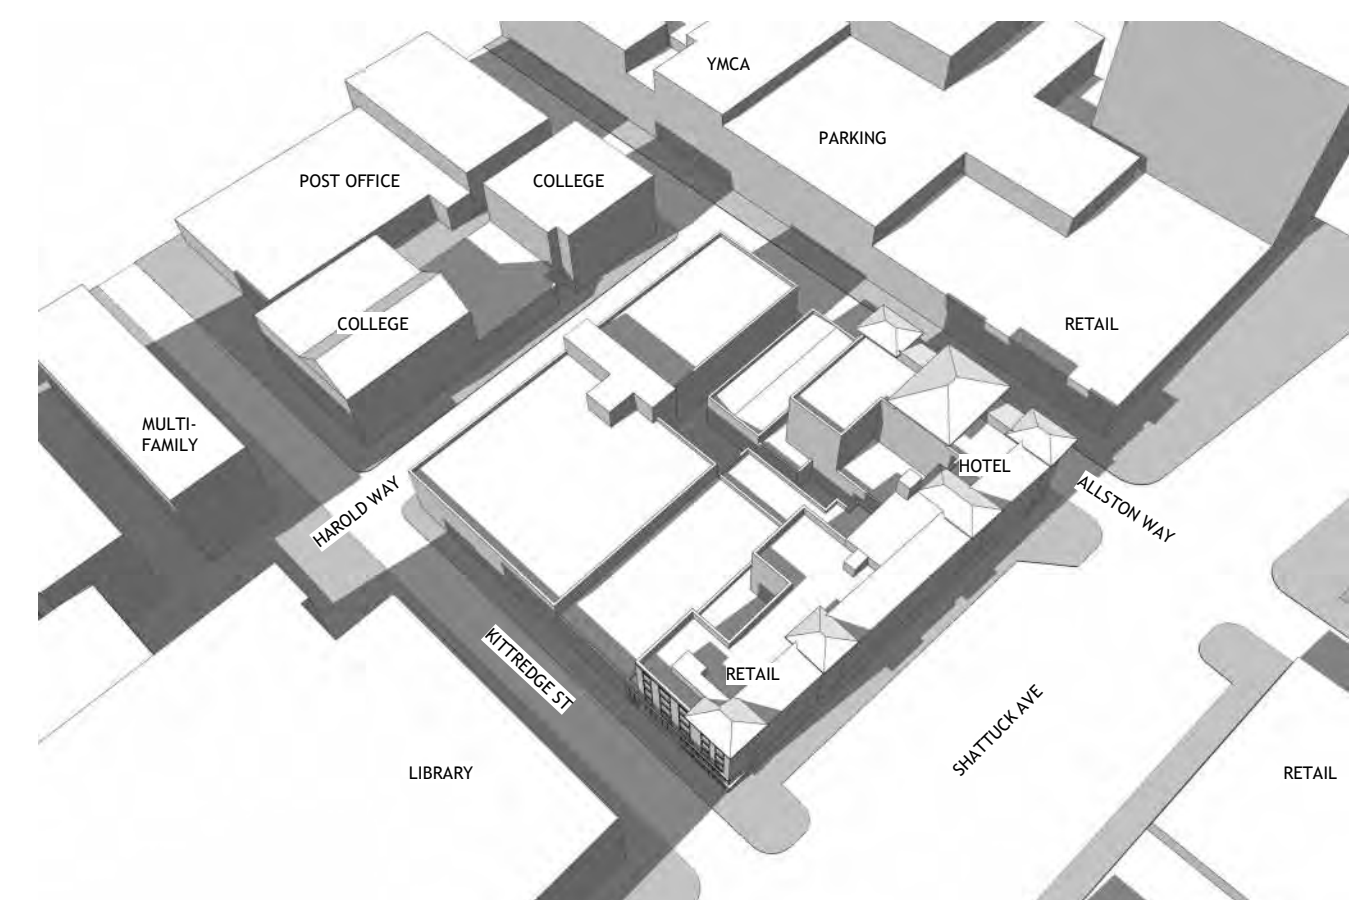 YMCA
PARKING
POST OFFICE
COLLEGE
COLLEGE
RETAIL
MULTI-
FAMILY
HOTEL
HAROLD WAY
ALLSTON WAY
KITTREDGE ST
RETAIL
SHATTUCK AVE
LIBRARY
RETAIL